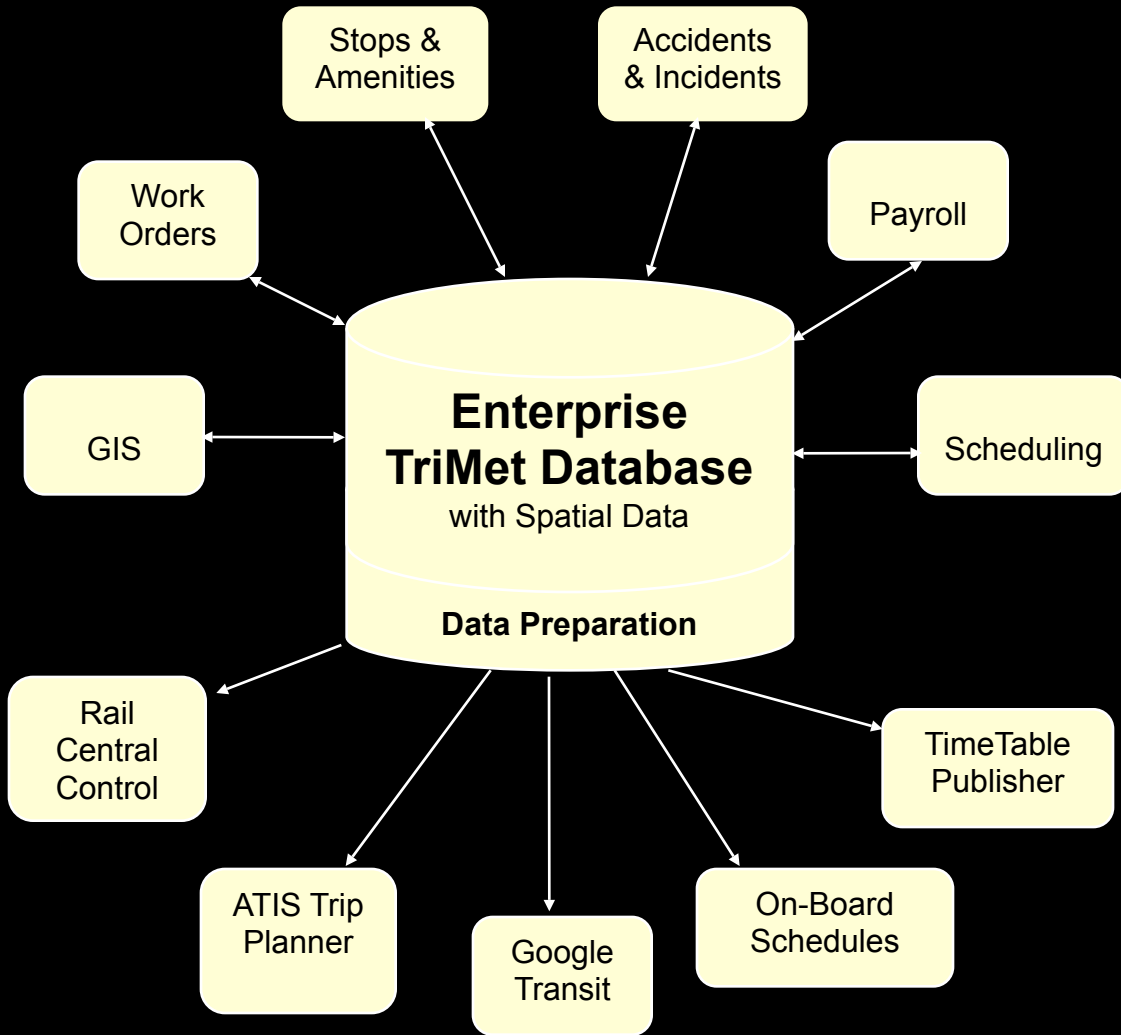 Stops &
Amenities
Accidents
& Incidents
Work
Orders
Payroll
GIS
Enterprise
TriMet Database
with Spatial Data
Scheduling
Data Preparation
Rail
Central
Control
TimeTable
Publisher
ATIS Trip
Planner
Google
Transit
On-Board
Schedules